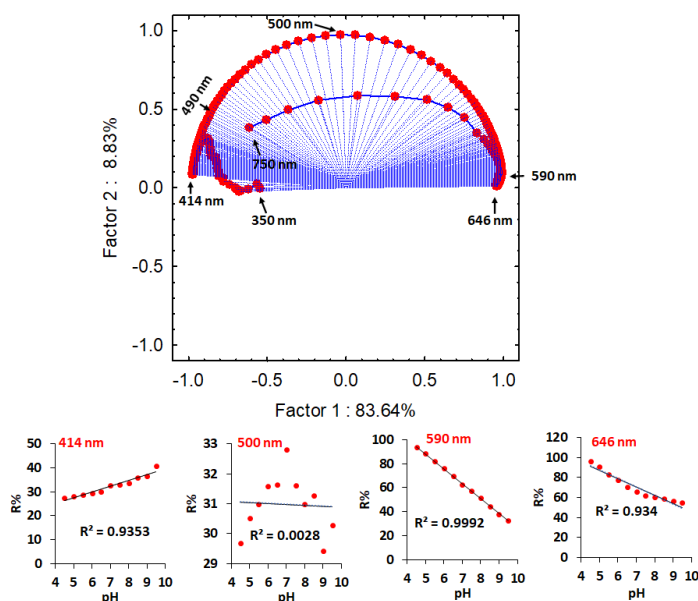 500 nm
1.0
490 nm
0.5
750 nm
0.0
414 nm
350 nm
646 nm
590 nm
-0.5
-1.0
Factor 2 : 8.83%
-1.0 -0.5 0.0 0.5 1.0
Factor 1 : 83.64%
414 nm
50
40
30
20
10
0
R%
R² = 0.9353
4 5 6 7 8 9 10
pH
500 nm
33
32
31
30
29
R%
R² = 0.0028
4 5 6 7 8 9 10
pH
590 nm
100
80
60
40
20
0
R%
R² = 0.9992
4 5 6 7 8 9 10
pH
646 nm
120
100
80
60
40
20
0
R%
R² = 0.934
4 5 6 7 8 9 10
pH